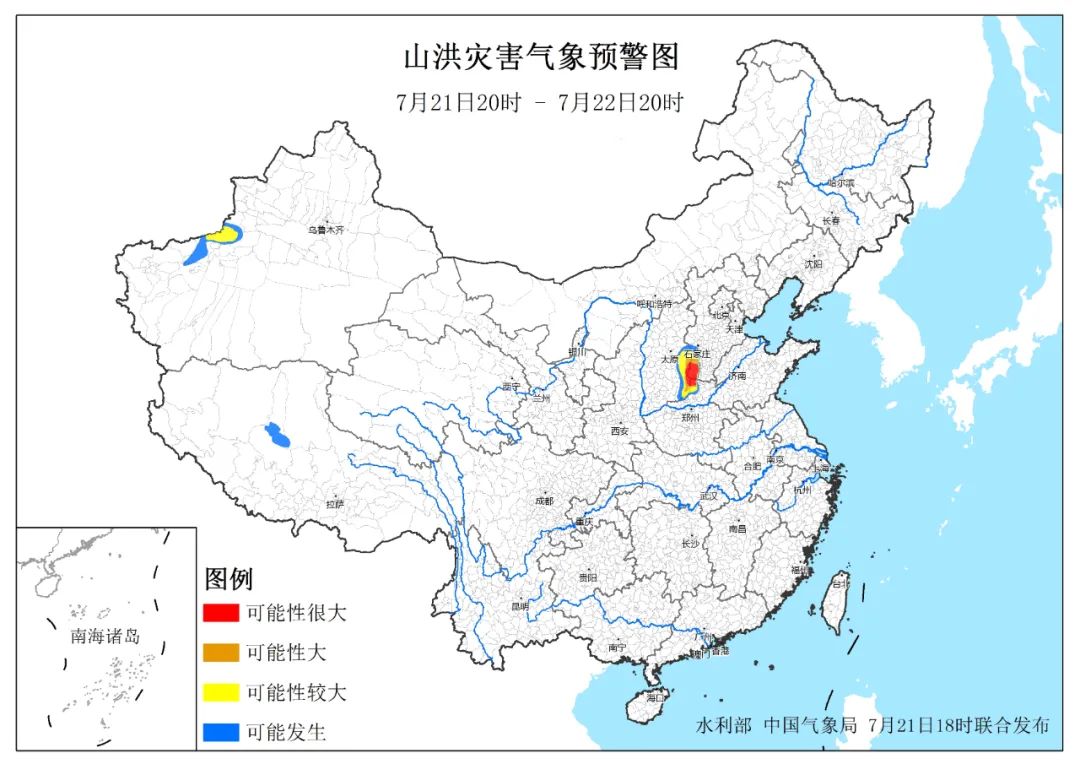 山洪灾害气象预警图
7月21日20时 - 7月22日20时
哈尔滨
长春
乌鲁木齐
沈阳
呼和浩特
北京
天津
银川
太原
石家庄
济南
西宁
兰州
郑州
西安
合肥
南京
上海
拉萨
成都
武汉
杭州
重庆
南昌
长沙
贵阳
福州
台北
昆明
广州
南宁
澳门
香港
海口
南海诸岛
图例
可能性很大
可能性大
可能性较大
可能发生
水利部 中国气象局 7月21日18时联合发布